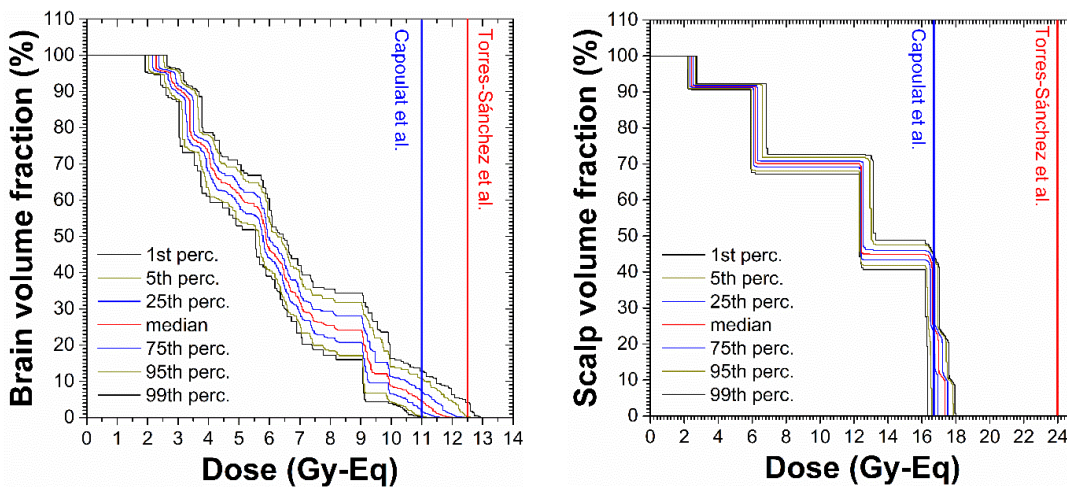 110
100
90
80
70
60
50
40
30
20
10
0
Brain volume fraction (%)
Capoulat et al.
Torres-Sánchez et al.
1st perc.
5th perc.
25th perc.
median
75th perc.
95th perc.
99th perc.
0 1 2 3 4 5 6 7 8 9 10 11 12 13 14
Dose (Gy-Eq)
110
100
90
80
70
60
50
40
30
20
10
0
Scalp volume fraction (%)
Capoulat et al.
Torres-Sánchez et al.
1st perc.
5th perc.
25th perc.
median
75th perc.
95th perc.
99th perc.
0 2 4 6 8 10 12 14 16 18 20 22 24
Dose (Gy-Eq)